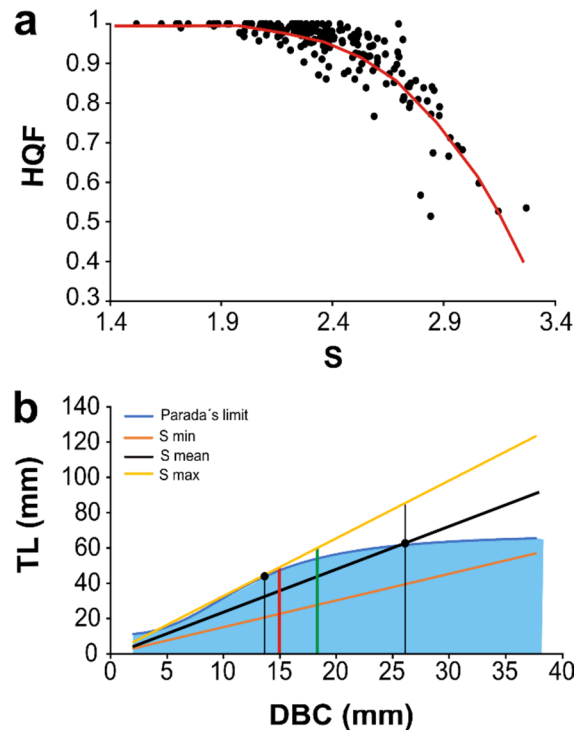 a
1
0.9
0.8
0.7
0.6
0.5
0.4
0.3
HQF
1.4 1.9 2.4 2.9 3.4
S
b
140
120
100
80
60
40
20
0
TL (mm)
Parada´s limit
S min
S mean
S max
0 5 10 15 20 25 30 35 40
DBC (mm)